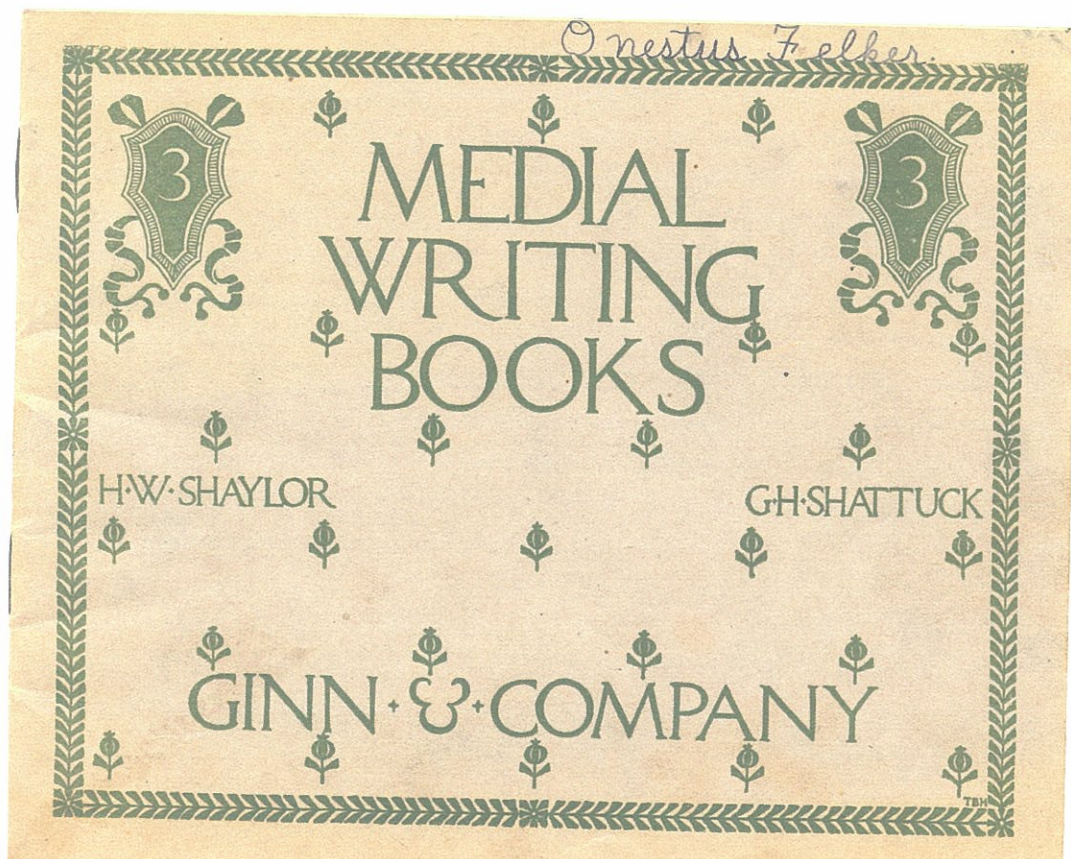 Onestus Felker.
3 3
MEDIAL
WRITING
BOOKS
H·W·SHAYLOR G·H·SHATTUCK
GINN·&·COMPANY
TBH